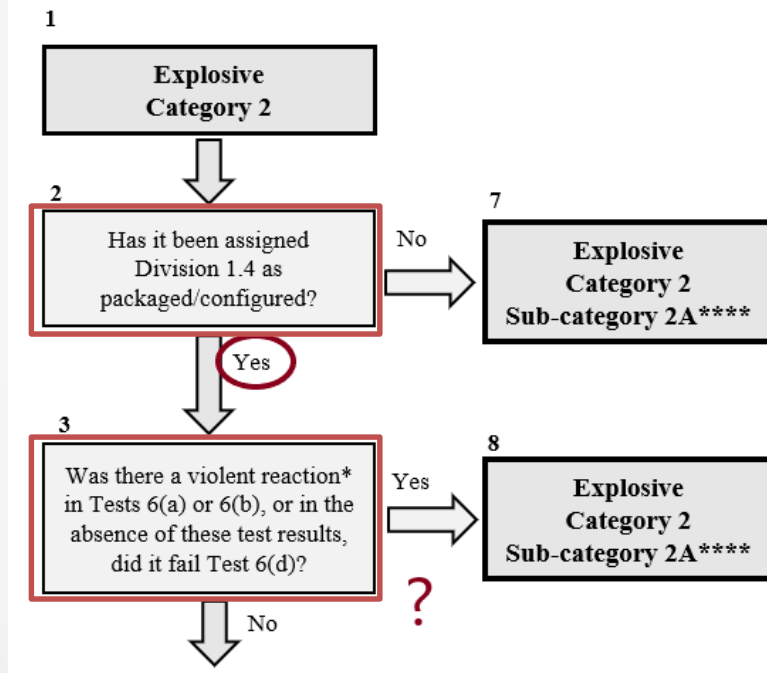 1
Explosive
Category 2
2
Has it been assigned
Division 1.4 as
packaged/configured?
No
7
Explosive
Category 2
Sub-category 2A****
Yes
3
Was there a violent reaction*
in Tests 6(a) or 6(b), or in the
absence of these test results,
did it fail Test 6(d)?
Yes
8
Explosive
Category 2
Sub-category 2A****
?
No